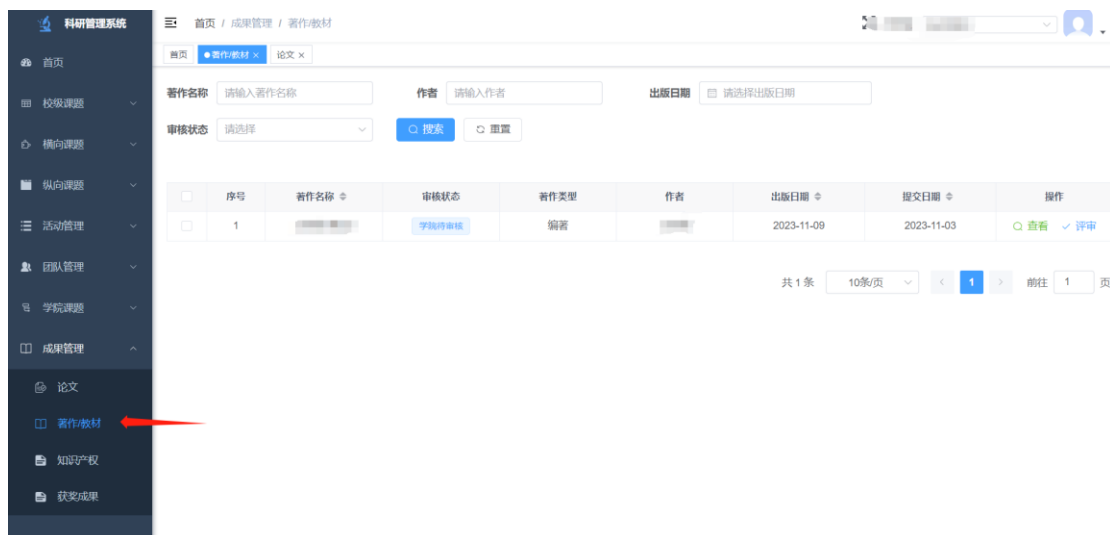 科研管理系统
首页 / 成果管理 / 著作/教材
首页 著作/教材 × 论文 ×
首页
校级课题
横向课题
纵向课题
活动管理
团队管理
学院课题
成果管理
论文
著作/教材
知识产权
获奖成果
著作名称 请输入著作名称 作者 请输入作者 出版日期 请选择出版日期
审核状态 请选择 搜索 重置
序号 著作名称 审核状态 著作类型 作者 出版日期 提交日期 操作
1 学院待审核 编著 2023-11-09 2023-11-03 查看 评审
共 1 条 10条/页 < 1 > 前往 1 页